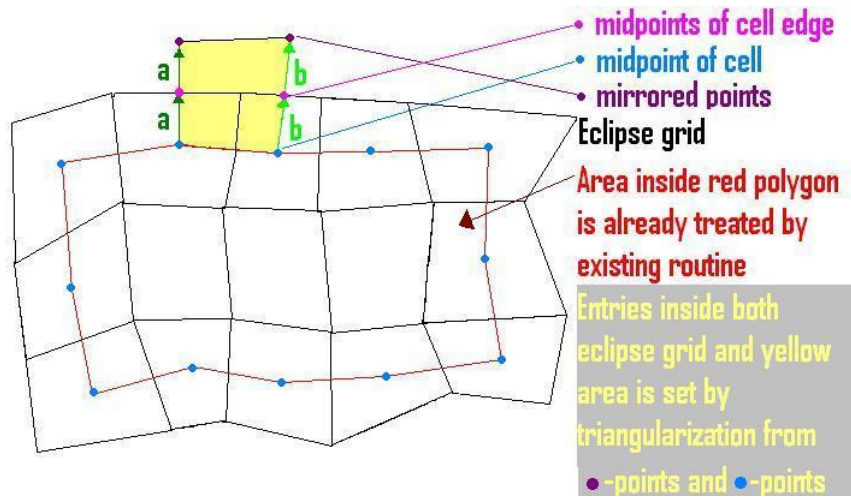 midpoints of cell edge
midpoint of cell
mirrored points
Eclipse grid
Area inside red polygon
is already treated by
existing routine
Entries inside both
eclipse grid and yellow
area is set by
triangularization from
-points and -points
a
b
a
b